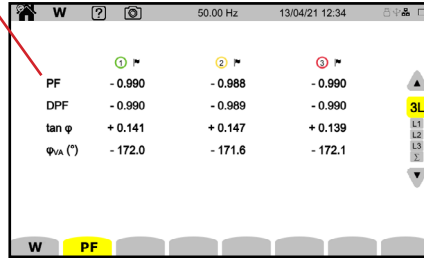 W ? 50.00 Hz 13/04/21 12:34
1 2 3
PF - 0.990 - 0.988 - 0.990
DPF - 0.990 - 0.989 - 0.990
3L
tan φ + 0.141 + 0.147 + 0.139
L1
L2
L3
Σ
φVA (°) - 172.0 - 171.6 - 172.1
W PF